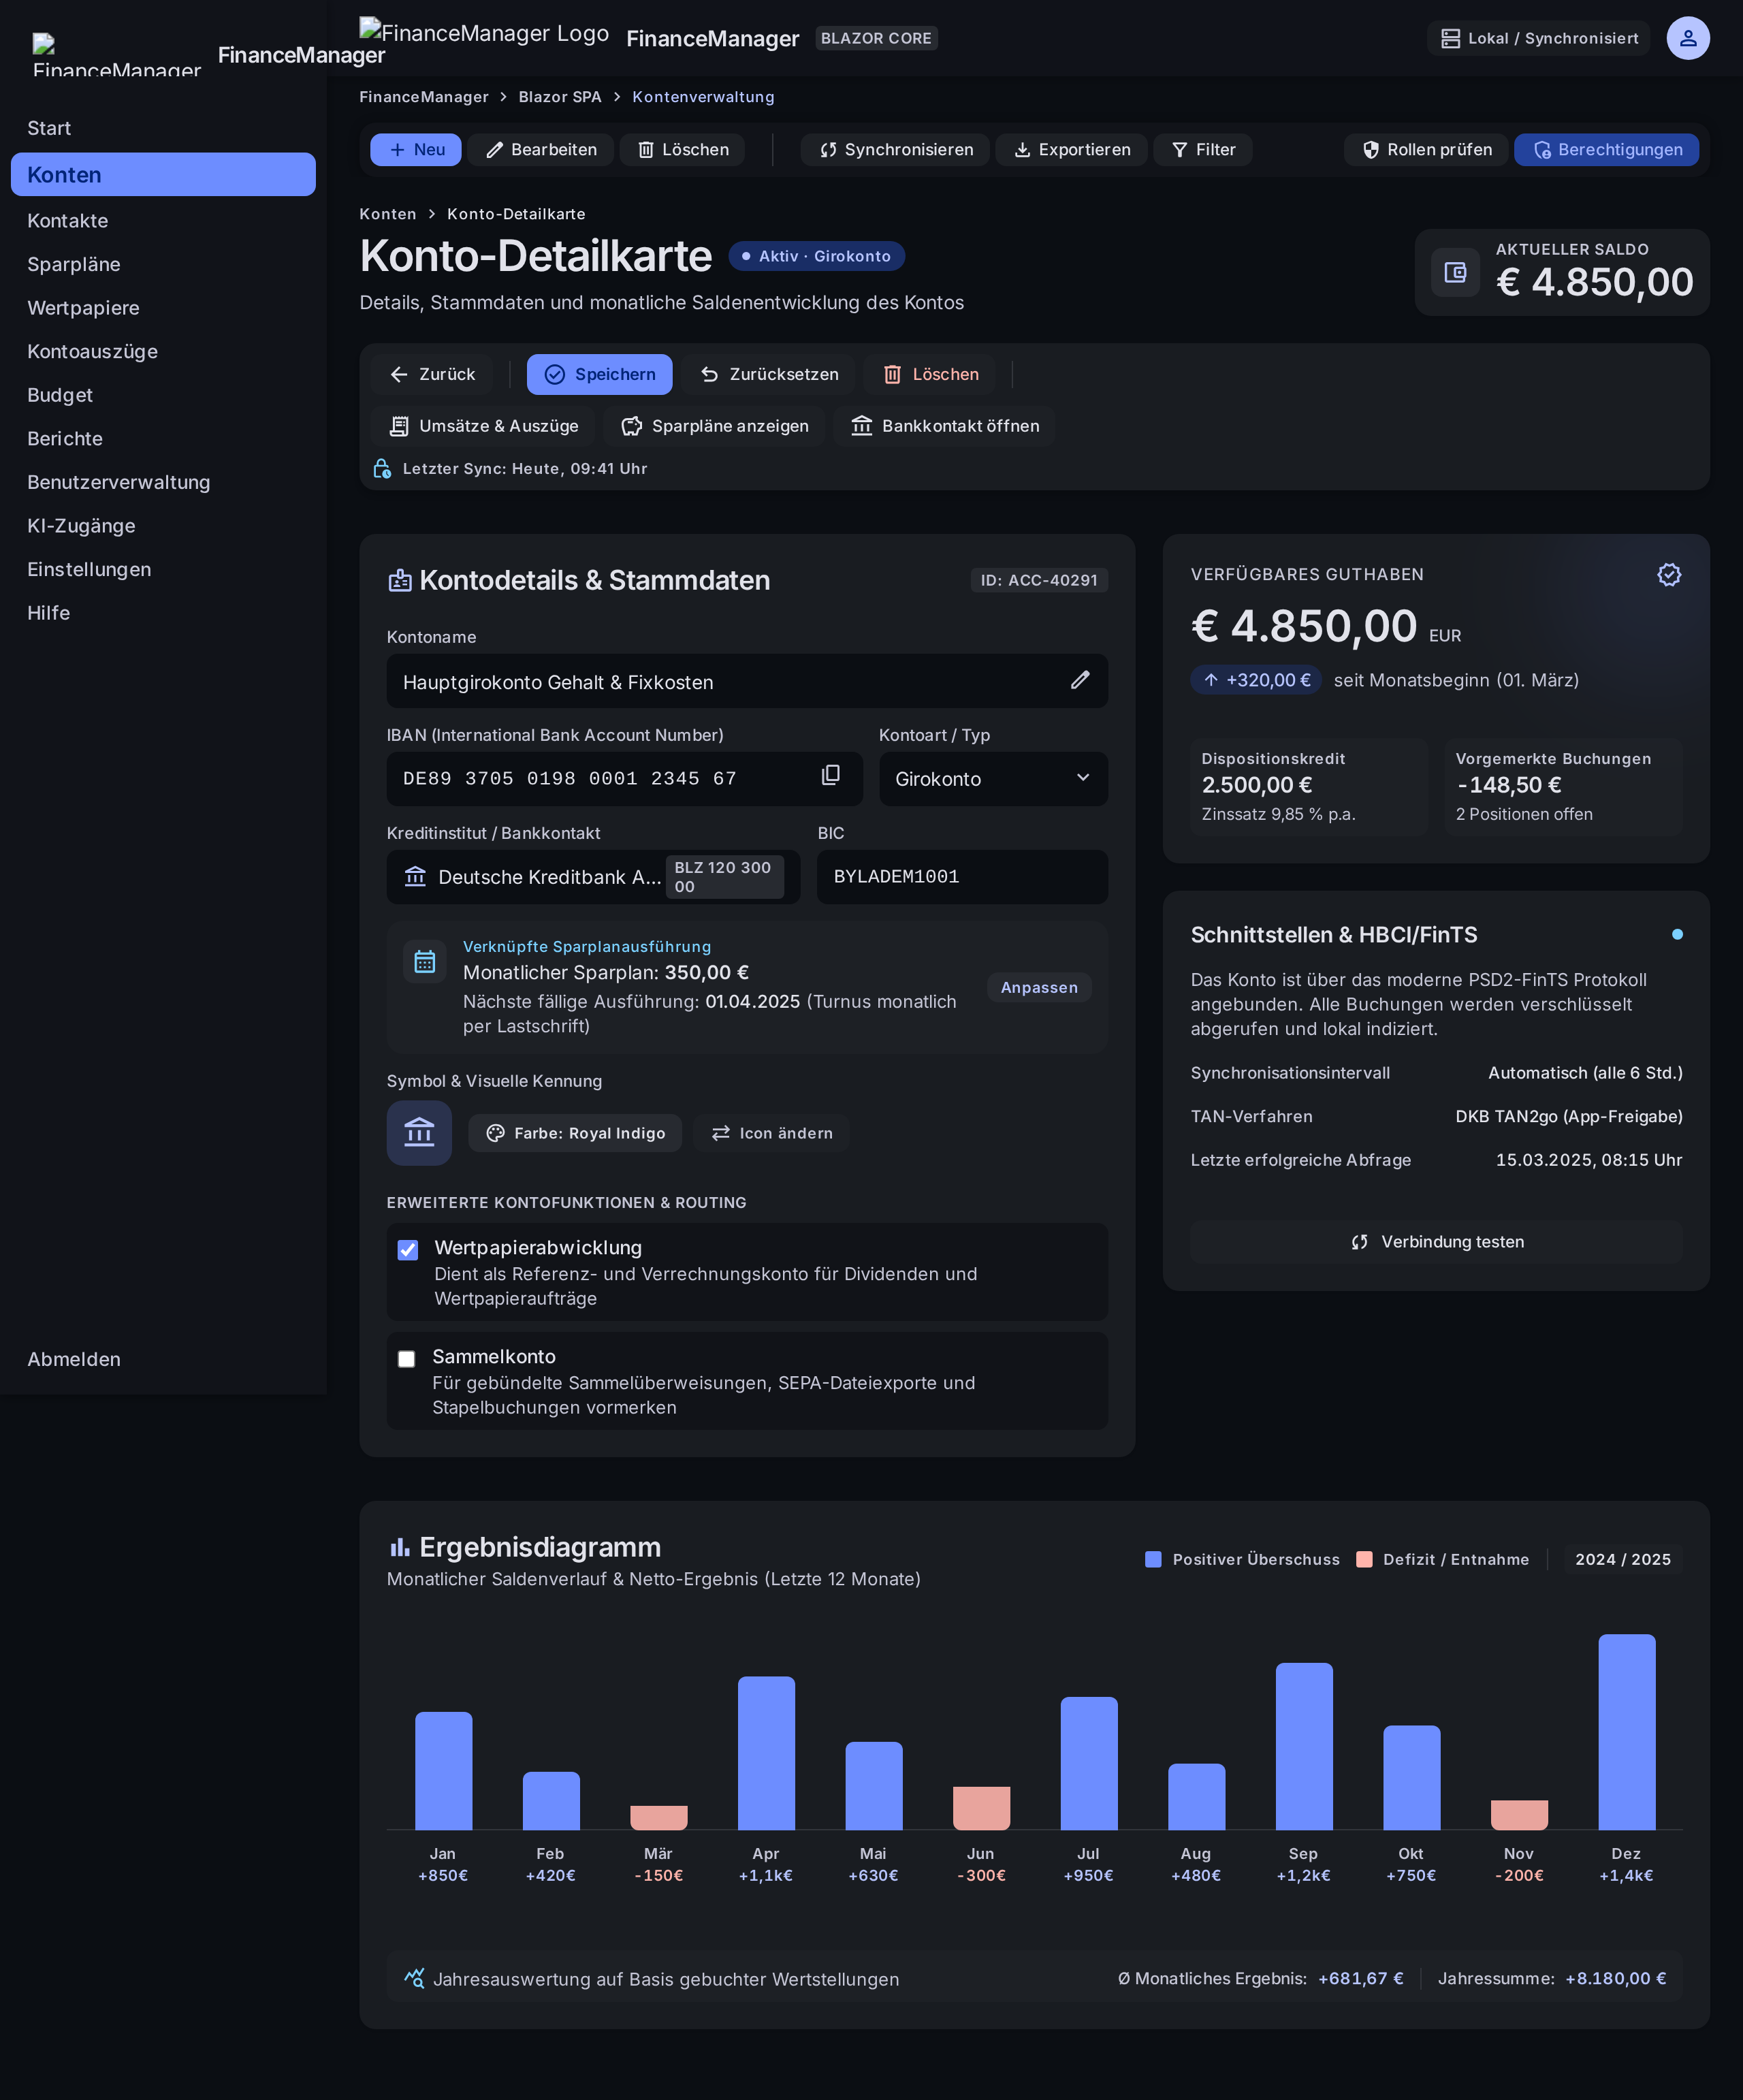 FinanceManager
FinanceManager
Start
Konten
Kontakte
Sparpläne
Wertpapiere
Kontoauszüge
Budget
Berichte
Benutzerverwaltung
KI-Zugänge
Einstellungen
Hilfe
Abmelden
FinanceManager Logo
FinanceManager
BLAZOR CORE
Lokal / Synchronisiert
FinanceManager
Blazor SPA
Kontenverwaltung
Neu
Bearbeiten
Löschen
Synchronisieren
Exportieren
Filter
Rollen prüfen
Berechtigungen
Konten
Konto-Detailkarte
Konto-Detailkarte
Aktiv · Girokonto
Details, Stammdaten und monatliche Saldenentwicklung des Kontos
AKTUELLER SALDO
€ 4.850,00
Zurück
Speichern
Zurücksetzen
Löschen
Umsätze & Auszüge
Sparpläne anzeigen
Bankkontakt öffnen
Letzter Sync: Heute, 09:41 Uhr
Kontodetails & Stammdaten
ID: ACC-40291
Kontoname
Hauptgirokonto Gehalt & Fixkosten
IBAN (International Bank Account Number)
DE89 3705 0198 0001 2345 67
Kontoart / Typ
Girokonto
Kreditinstitut / Bankkontakt
Deutsche Kreditbank A...
BLZ 120 300
00
BIC
BYLADEM1001
Verknüpfte Sparplanausführung
Monatlicher Sparplan: 350,00 €
Nächste fällige Ausführung: 01.04.2025 (Turnus monatlich
per Lastschrift)
Anpassen
Symbol & Visuelle Kennung
Farbe: Royal Indigo
Icon ändern
ERWEITERTE KONTOFUNKTIONEN & ROUTING
Wertpapierabwicklung
Dient als Referenz- und Verrechnungskonto für Dividenden und
Wertpapieraufträge
Sammelkonto
Für gebündelte Sammelüberweisungen, SEPA-Dateiexporte und
Stapelbuchungen vormerken
VERFÜGBARES GUTHABEN
€ 4.850,00 EUR
+320,00 €
seit Monatsbeginn (01. März)
Dispositionskredit
2.500,00 €
Zinssatz 9,85 % p.a.
Vorgemerkte Buchungen
-148,50 €
2 Positionen offen
Schnittstellen & HBCI/FinTS
Das Konto ist über das moderne PSD2-FinTS Protokoll
angebunden. Alle Buchungen werden verschlüsselt
abgerufen und lokal indiziert.
Synchronisationsintervall
Automatisch (alle 6 Std.)
TAN-Verfahren
DKB TAN2go (App-Freigabe)
Letzte erfolgreiche Abfrage
15.03.2025, 08:15 Uhr
Verbindung testen
Ergebnisdiagramm
Monatlicher Saldenverlauf & Netto-Ergebnis (Letzte 12 Monate)
Positiver Überschuss
Defizit / Entnahme
2024 / 2025
Jan
+850€
Feb
+420€
Mär
-150€
Apr
+1,1k€
Mai
+630€
Jun
-300€
Jul
+950€
Aug
+480€
Sep
+1,2k€
Okt
+750€
Nov
-200€
Dez
+1,4k€
Jahresauswertung auf Basis gebuchter Wertstellungen
Ø Monatliches Ergebnis: +681,67 €
Jahressumme: +8.180,00 €